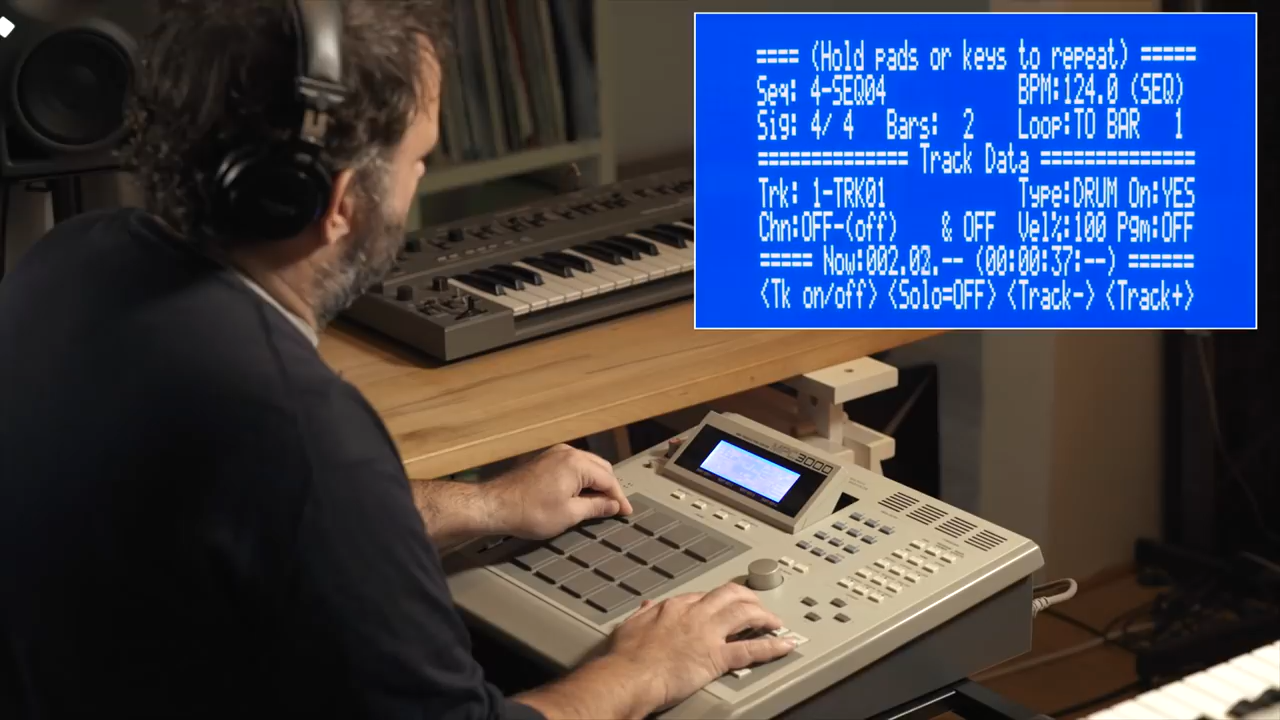 ==== (Hold pads or keys to repeat) =====
Seq: 4-SEQ04 BPM:124.0 (SEQ)
Sig: 4/ 4 Bars: 2 Loop:TO BAR 1
============= Track Data =============
Trk: 1-TRK01 Type:DRUM On:YES
Chn:OFF-(off) & OFF Vel%:100 Pgm:OFF
===== Now:002.02.-- (00:00:37:--) ======
<Tk on/off> <Solo=OFF> <Track-> <Track+>
MPC3000